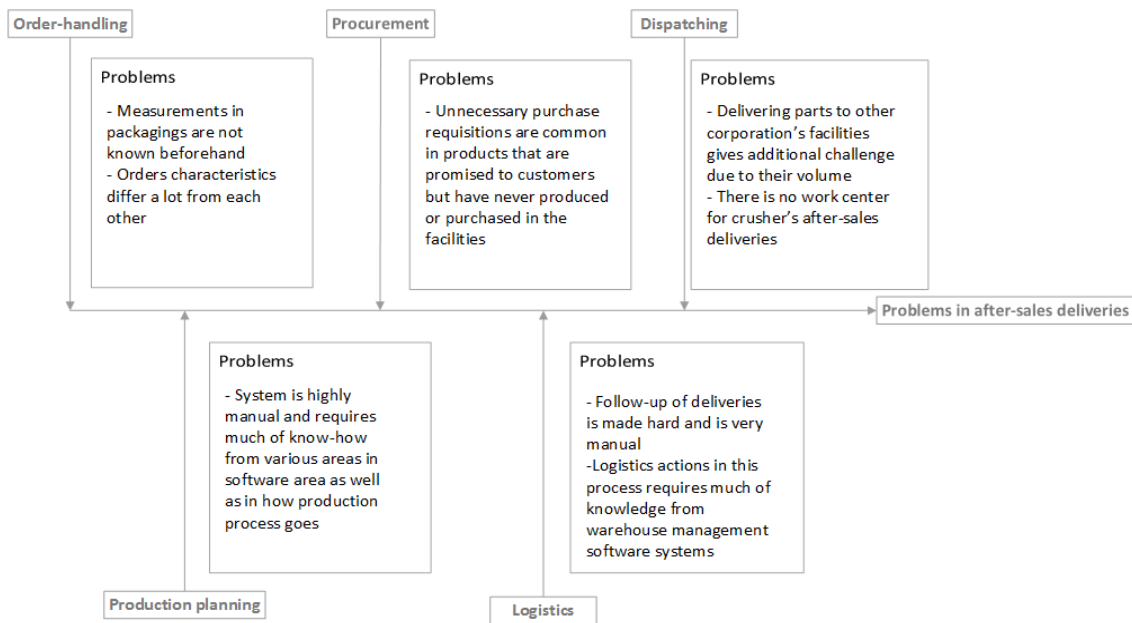 Order-handling
Procurement
Dispatching
Problems
- Measurements in
packagings are not
known beforehand
- Orders characteristics
differ a lot from each
other
Problems
- Unnecessary purchase
requisitions are common
in products that are
promised to customers
but have never produced
or purchased in the
facilities
Problems
- Delivering parts to other
corporation’s facilities
gives additional challenge
due to their volume
- There is no work center
for crusher’s after-sales
deliveries
Problems in after-sales deliveries
Problems
- System is highly
manual and requires
much of know-how
from various areas in
software area as well
as in how production
process goes
Problems
- Follow-up of deliveries
is made hard and is very
manual
-Logistics actions in this
process requires much of
knowledge from
warehouse management
software systems
Production planning
Logistics